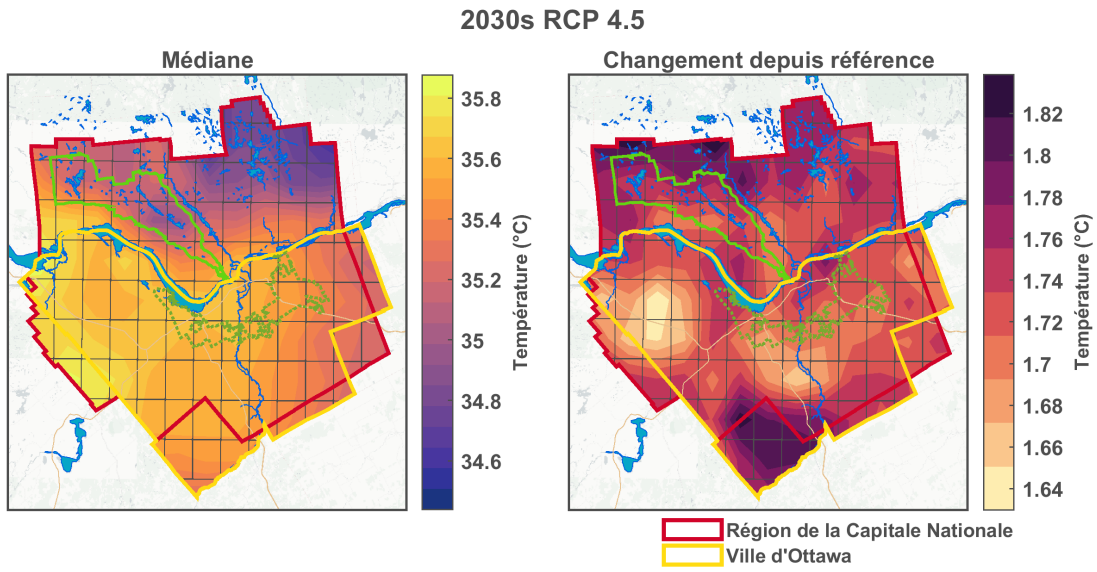 2030s RCP 4.5
Médiane
Changement depuis référence
35.8
35.6
35.4
35.2
35
34.8
34.6
Température (°C)
1.82
1.8
1.78
1.76
1.74
1.72
1.7
1.68
1.66
1.64
Température (°C)
Région de la Capitale Nationale
Ville d'Ottawa